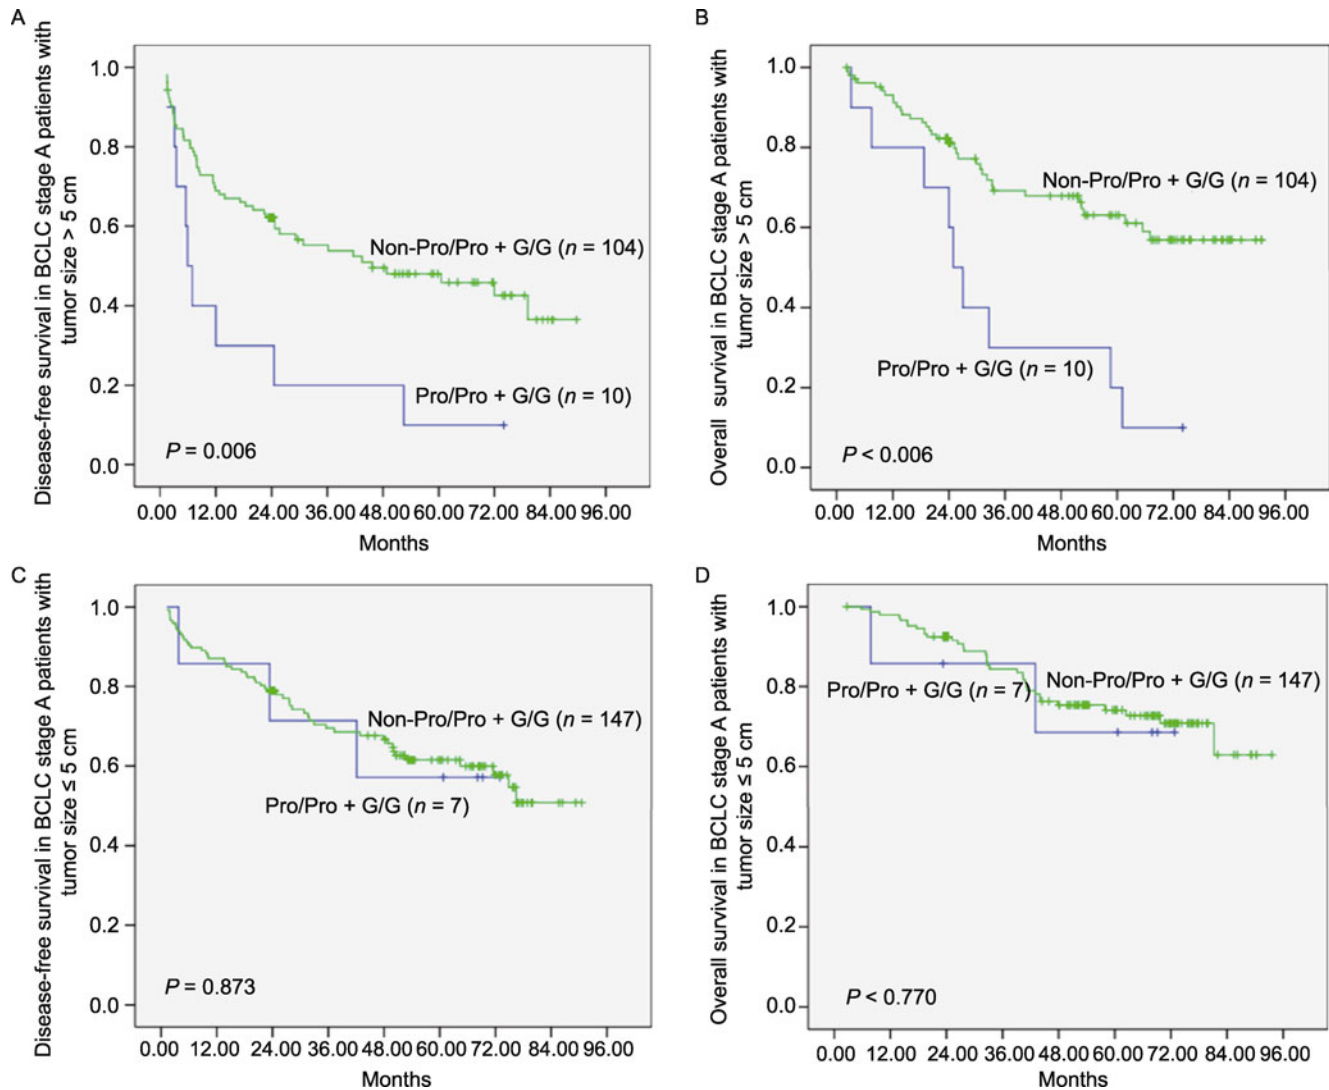 A
Disease-free survival in BCLC stage A patients with
tumor size > 5 cm
1.0
0.8
0.6
0.4
0.2
0.0
Non-Pro/Pro + G/G (n = 104)
Pro/Pro + G/G (n = 10)
P = 0.006
0.00 12.00 24.00 36.00 48.00 60.00 72.00 84.00 96.00
Months
B
Overall survival in BCLC stage A patients with
tumor size > 5 cm
1.0
0.8
0.6
0.4
0.2
0.0
Non-Pro/Pro + G/G (n = 104)
Pro/Pro + G/G (n = 10)
P < 0.006
0.00 12.00 24.00 36.00 48.00 60.00 72.00 84.00 96.00
Months
C
Disease-free survival in BCLC stage A patients with
tumor size ≤ 5 cm
1.0
0.8
0.6
0.4
0.2
0.0
Non-Pro/Pro + G/G (n = 147)
Pro/Pro + G/G (n = 7)
P = 0.873
0.00 12.00 24.00 36.00 48.00 60.00 72.00 84.00 96.00
Months
D
Overall survival in BCLC stage A patients with
tumor size ≤ 5 cm
1.0
0.8
0.6
0.4
0.2
0.0
Non-Pro/Pro + G/G (n = 147)
Pro/Pro + G/G (n = 7)
P < 0.770
0.00 12.00 24.00 36.00 48.00 60.00 72.00 84.00 96.00
Months